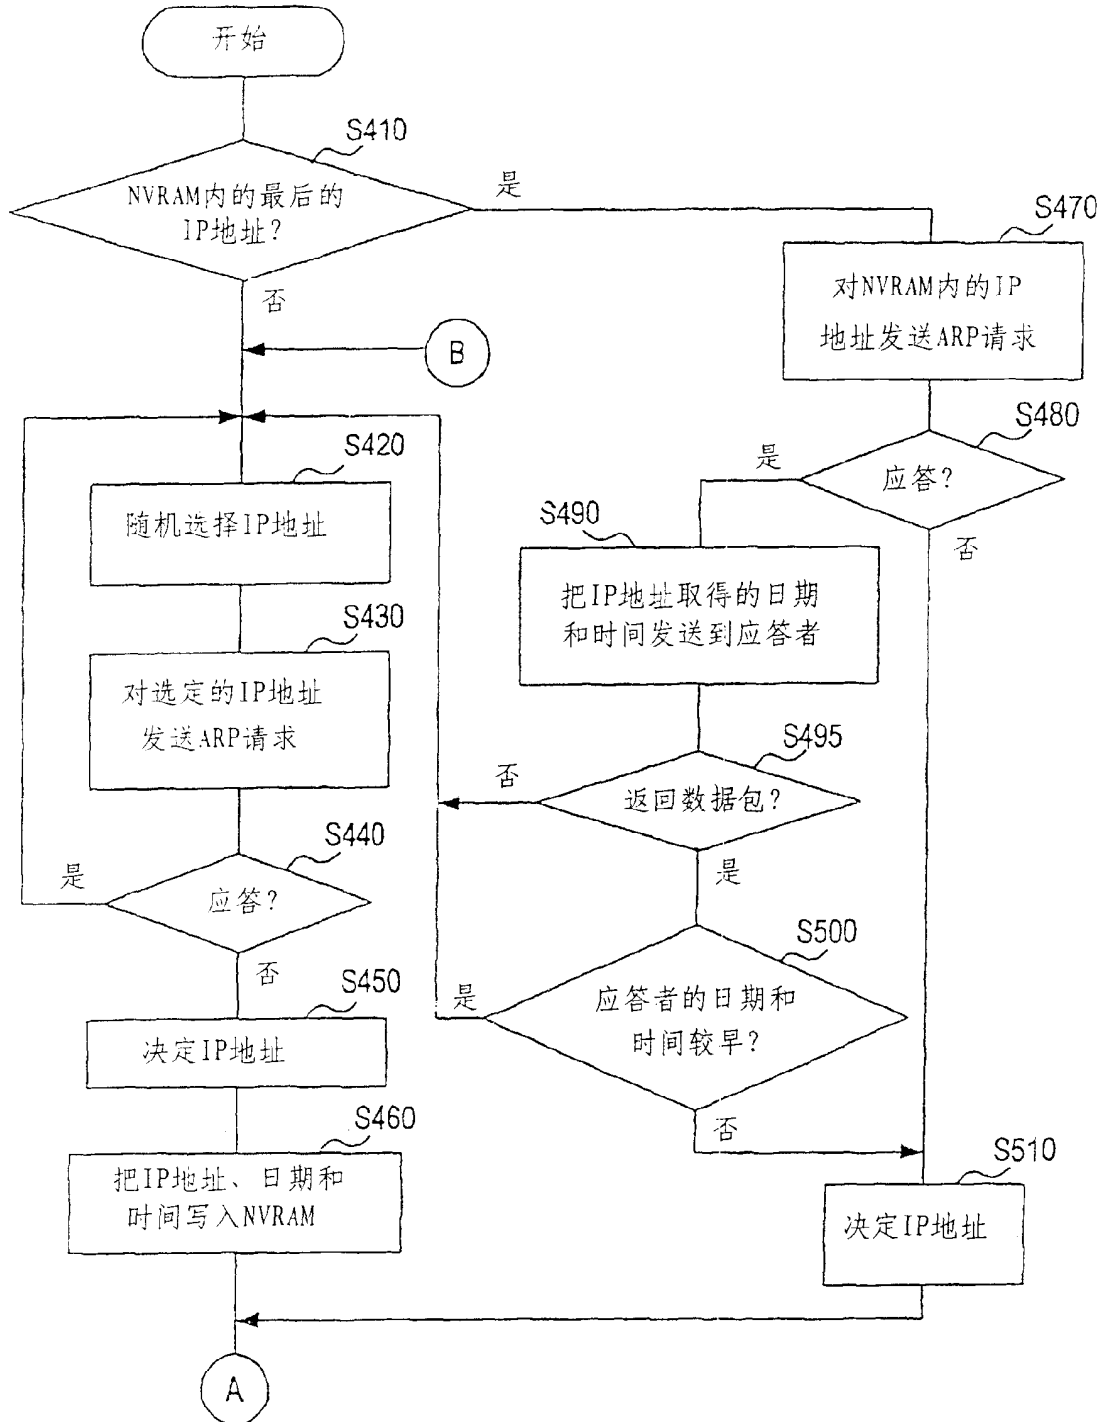 开始
S410
NVRAM内的最后的
IP地址?
是
否
B
S470
对NVRAM内的IP
地址发送ARP请求
S480
应答?
是
否
S420
随机选择IP地址
S430
对选定的IP地址
发送ARP请求
S440
应答?
是
否
S450
决定IP地址
S460
把IP地址、日期和
时间写入NVRAM
S490
把IP地址取得的日期
和时间发送到应答者
S495
返回数据包?
否
是
S500
应答者的日期和
时间较早?
是
否
S510
决定IP地址
A